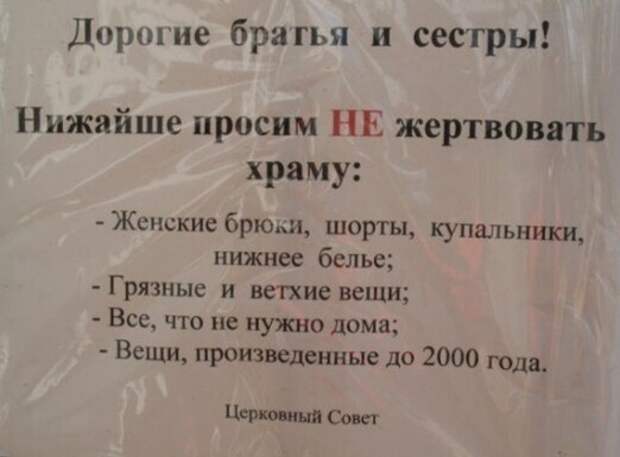 Дорогие братья и сестры!
Нижайше просим НЕ жертвовать
храму:
- Женские брюки, шорты, купальники,
нижнее белье;
- Грязные и ветхие вещи;
- Все, что не нужно дома;
- Вещи, произведенные до 2000 года.
Церковный Совет